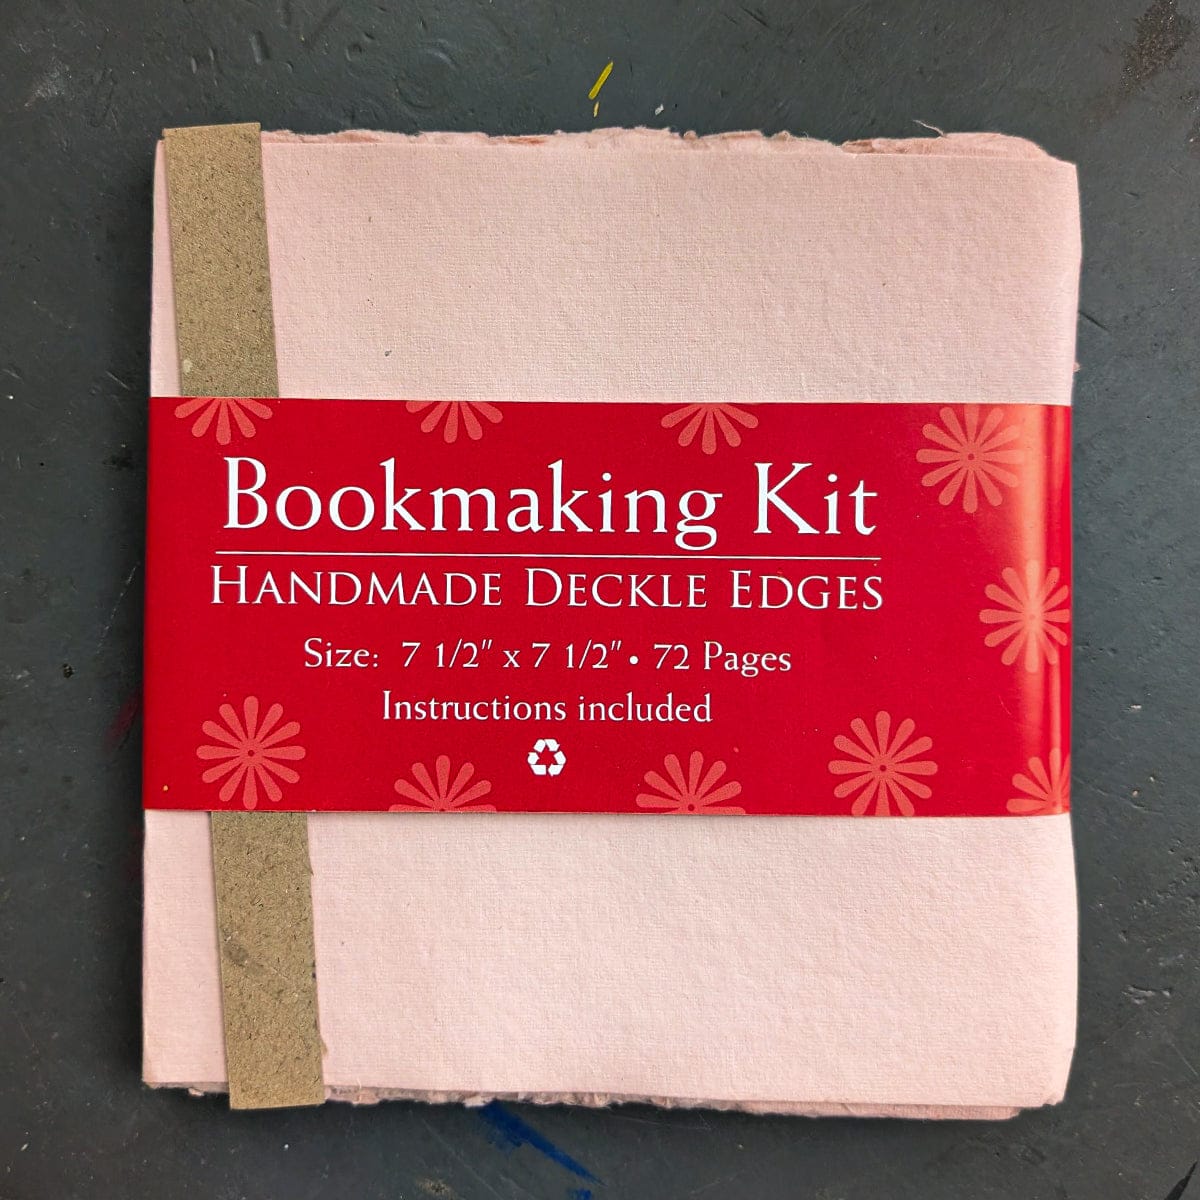 Bookmaking Kit
HANDMADE DECKLE EDGES
Size: 7 1/2" x 7 1/2" • 72 Pages
Instructions included